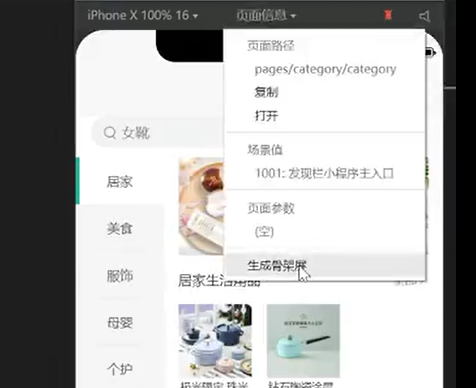 iPhone X 100% 16
页面信息
页面路径
pages/category/category
复制
打开
场景值
1001: 发现栏小程序主入口
页面参数
(空)
生成骨架屏
女靴
居家
美食
服饰
母婴
个护
居家生活用品